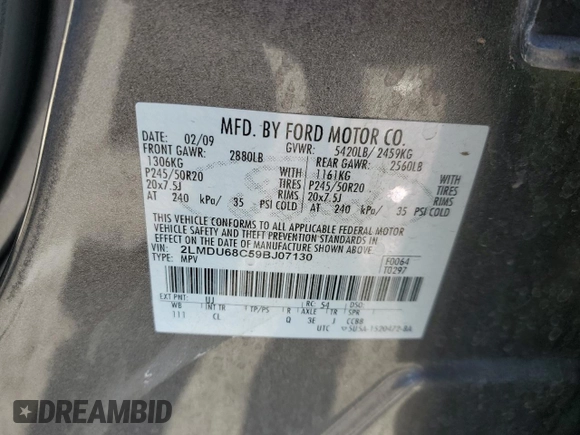 MFD. BY FORD MOTOR CO.
DATE: 02/09 GVWR: 5420LB/ 2459KG
FRONT GAWR: 2880LB REAR GAWR: 2560LB
1306KG WITH 1161KG WITH
P245/50R20 TIRES P245/50R20 TIRES
20x7.5J RIMS 20x7.5J RIMS
AT 240 kPa/ 35 PSI COLD AT 240 kPa/ 35 PSI COLD
THIS VEHICLE CONFORMS TO ALL APPLICABLE FEDERAL MOTOR
VEHICLE SAFETY AND THEFT PREVENTION STANDARDS IN
EFFECT ON THE DATE OF MANUFACTURE SHOWN ABOVE.
VIN: 2LMDU68C59BJ07130 F0064
TYPE: MPV T0297
EXT PNT: UJ RC: 54 DSO:
WB INT TR TP/PS R AXLE TR SPR
111 CL Q 3E J CCBB
UTC
DREAMBID